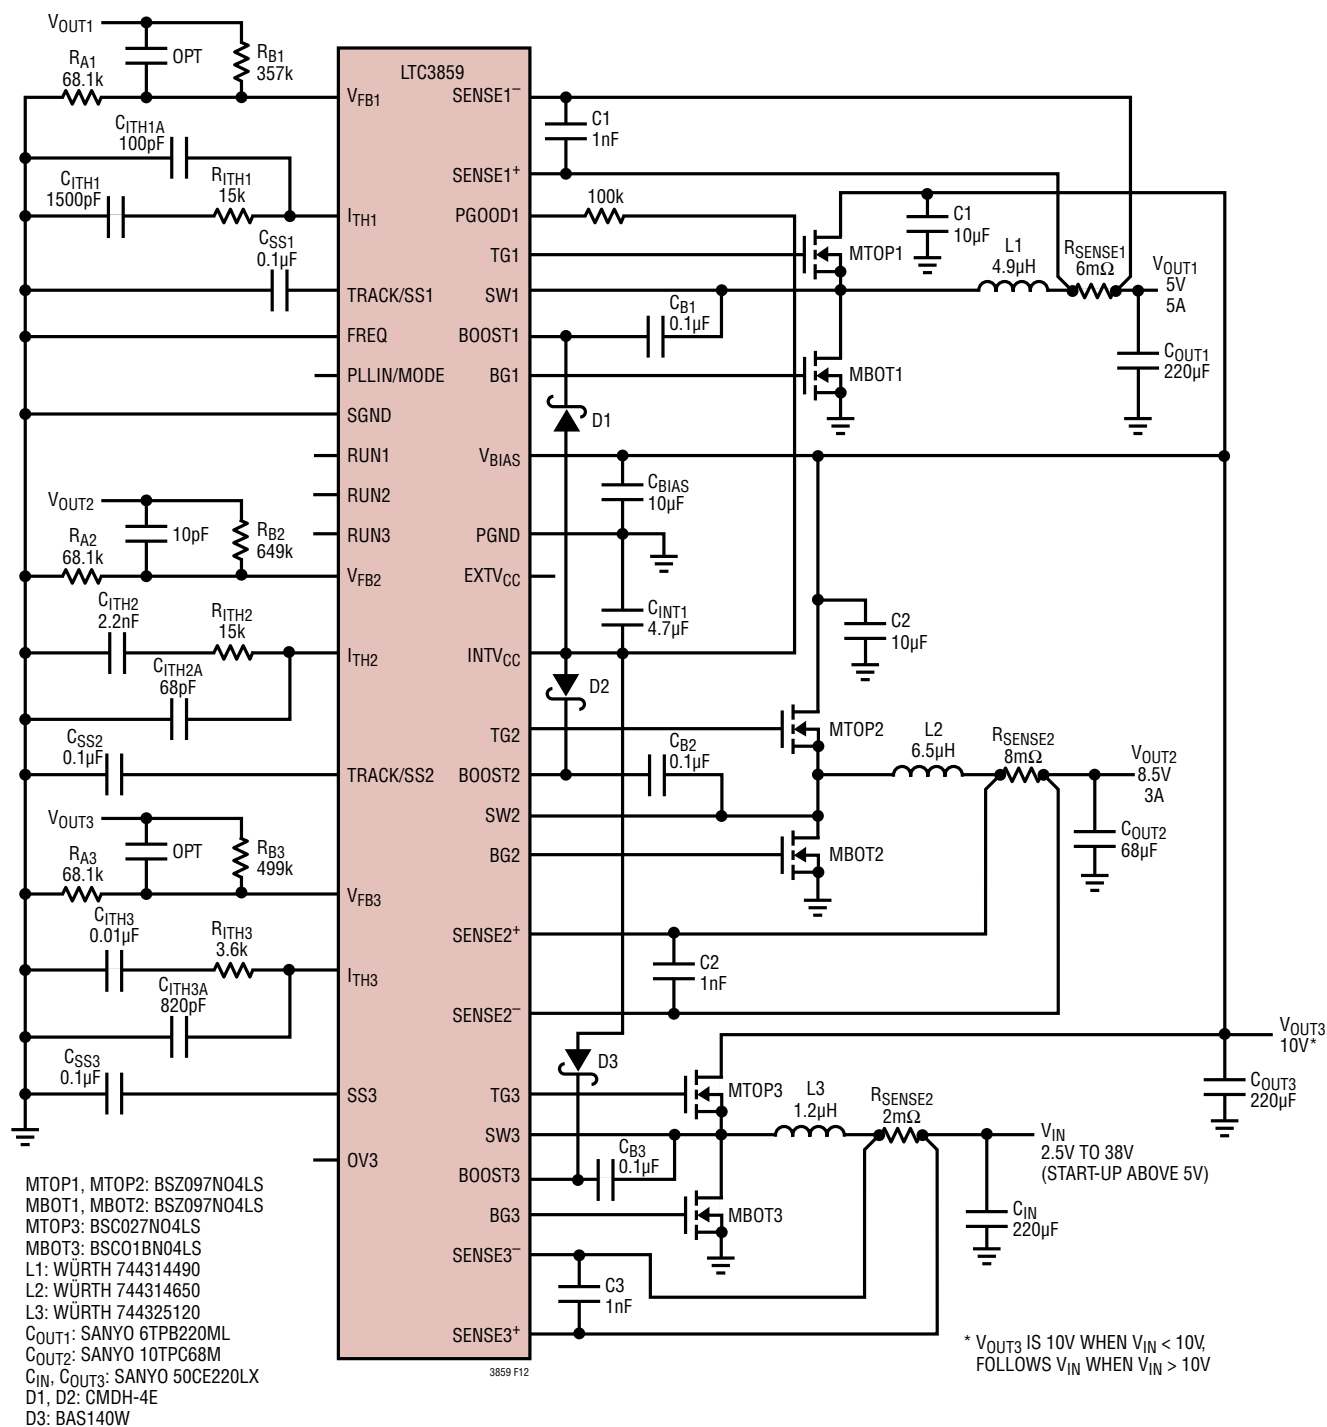 VOUT1
OPT
RB1
357k
RA1
68.1k
CITH1A
100pF
CITH1
1500pF
RITH1
15k
CSS1
0.1µF
VOUT2
10pF
RB2
649k
RA2
68.1k
CITH2
2.2nF
RITH2
15k
CITH2A
68pF
CSS2
0.1µF
VOUT3
OPT
RB3
499k
RA3
68.1k
CITH3
0.01µF
RITH3
3.6k
CITH3A
820pF
CSS3
0.1µF
LTC3859
VFB1
ITH1
TRACK/SS1
FREQ
PLLIN/MODE
SGND
RUN1
RUN2
RUN3
VFB2
ITH2
TRACK/SS2
VFB3
ITH3
SS3
OV3
SENSE1–
SENSE1+
PGOOD1
TG1
SW1
BOOST1
BG1
VBIAS
PGND
EXTVCC
INTVCC
TG2
BOOST2
SW2
BG2
SENSE2+
SENSE2–
TG3
SW3
BOOST3
BG3
SENSE3–
SENSE3+
C1
1nF
100k
MTOP1
C1
10µF
L1
4.9µH
RSENSE1
6mΩ
VOUT1
5V
5A
CB1
0.1µF
MBOT1
COUT1
220µF
D1
CBIAS
10µF
CINT1
4.7µF
C2
10µF
D2
MTOP2
L2
6.5µH
RSENSE2
8mΩ
VOUT2
8.5V
3A
CB2
0.1µF
MBOT2
COUT2
68µF
C2
1nF
VOUT3
10V*
D3
MTOP3
L3
1.2µH
RSENSE2
2mΩ
COUT3
220µF
VIN
2.5V TO 38V
(START-UP ABOVE 5V)
CB3
0.1µF
MBOT3
CIN
220µF
C3
1nF
MTOP1, MTOP2: BSZ097NO4LS
MBOT1, MBOT2: BSZ097NO4LS
MTOP3: BSC027NO4LS
MBOT3: BSCO1BN04LS
L1: WÜRTH 744314490
L2: WÜRTH 744314650
L3: WÜRTH 744325120
COUT1: SANYO 6TPB220ML
COUT2: SANYO 10TPC68M
CIN, COUT3: SANYO 50CE220LX
D1, D2: CMDH-4E
D3: BAS140W
3859 F12
* VOUT3 IS 10V WHEN VIN < 10V,
FOLLOWS VIN WHEN VIN > 10V